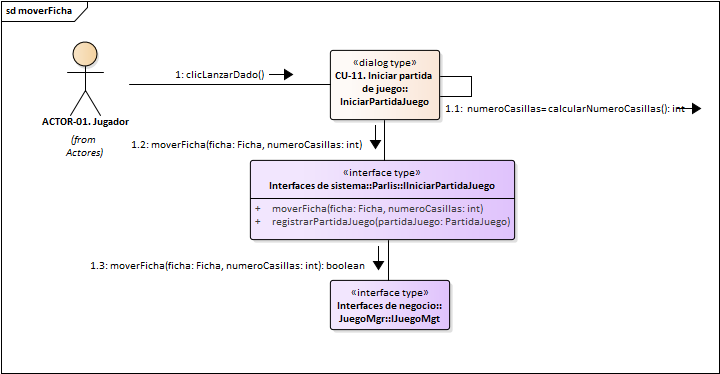 sd moverFicha
1: clicLanzarDado()
«dialog type»
CU-11. Iniciar partida
de juego::
IniciarPartidaJuego
1.1: numeroCasillas= calcularNumeroCasillas(): int
ACTOR-01. Jugador
(from
Actores)
1.2: moverFicha(ficha: Ficha, numeroCasillas: int)
«interface type»
Interfaces de sistema::Parlis::IIniciarPartidaJuego
+ moverFicha(ficha: Ficha, numeroCasillas: int)
+ registrarPartidaJuego(partidaJuego: PartidaJuego)
1.3: moverFicha(ficha: Ficha, numeroCasillas: int): boolean
«interface type»
Interfaces de negocio::
JuegoMgr::IJuegoMgt